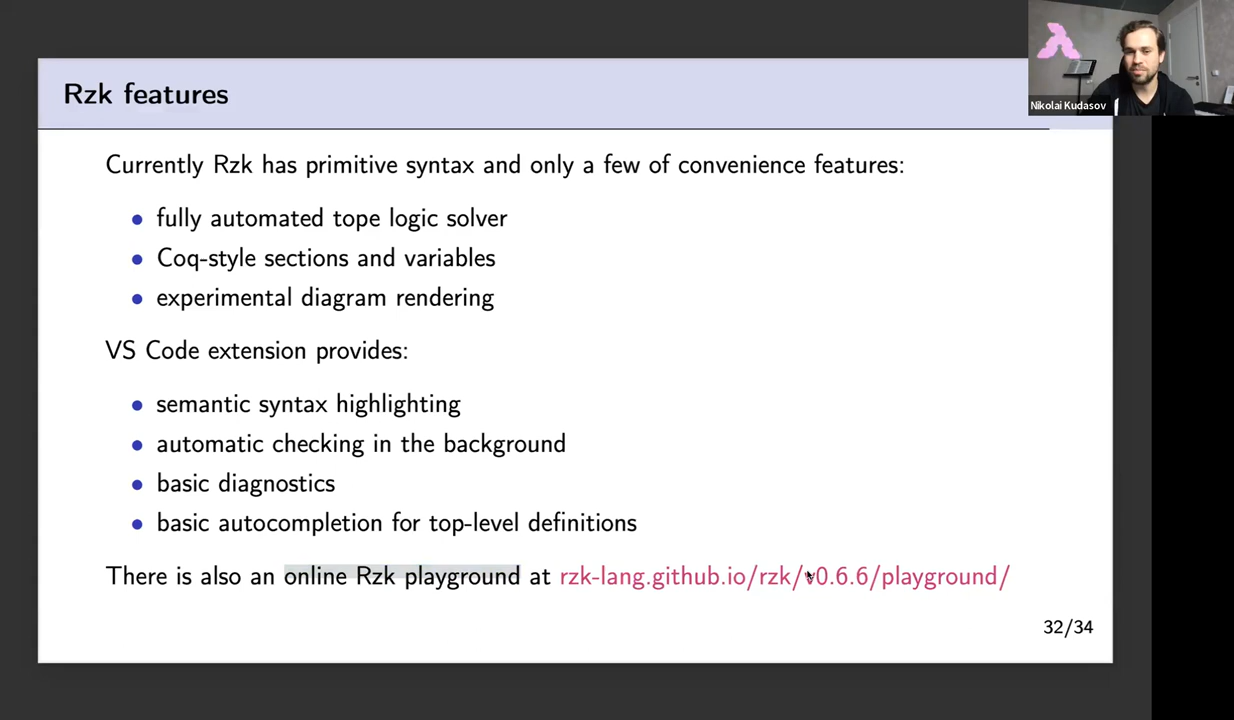 Rzk features
Nikolai Kudasov
Currently Rzk has primitive syntax and only a few of convenience features:
• fully automated tope logic solver
• Coq-style sections and variables
• experimental diagram rendering
VS Code extension provides:
• semantic syntax highlighting
• automatic checking in the background
• basic diagnostics
• basic autocompletion for top-level definitions
There is also an online Rzk playground at rzk-lang.github.io/rzk/v0.6.6/playground/
32/34